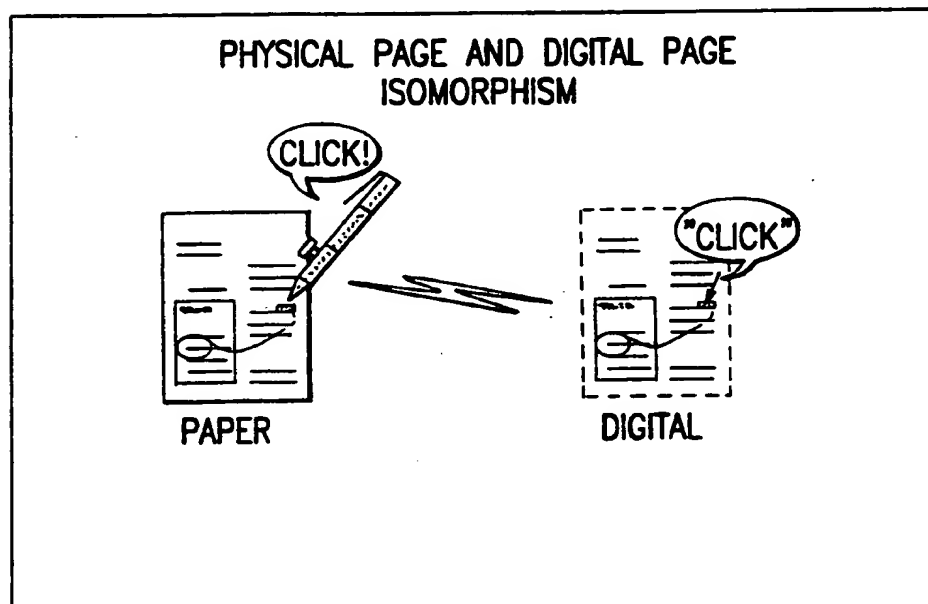 PHYSICAL PAGE AND DIGITAL PAGE
ISOMORPHISM
CLICK!
"CLICK"
PAPER
DIGITAL